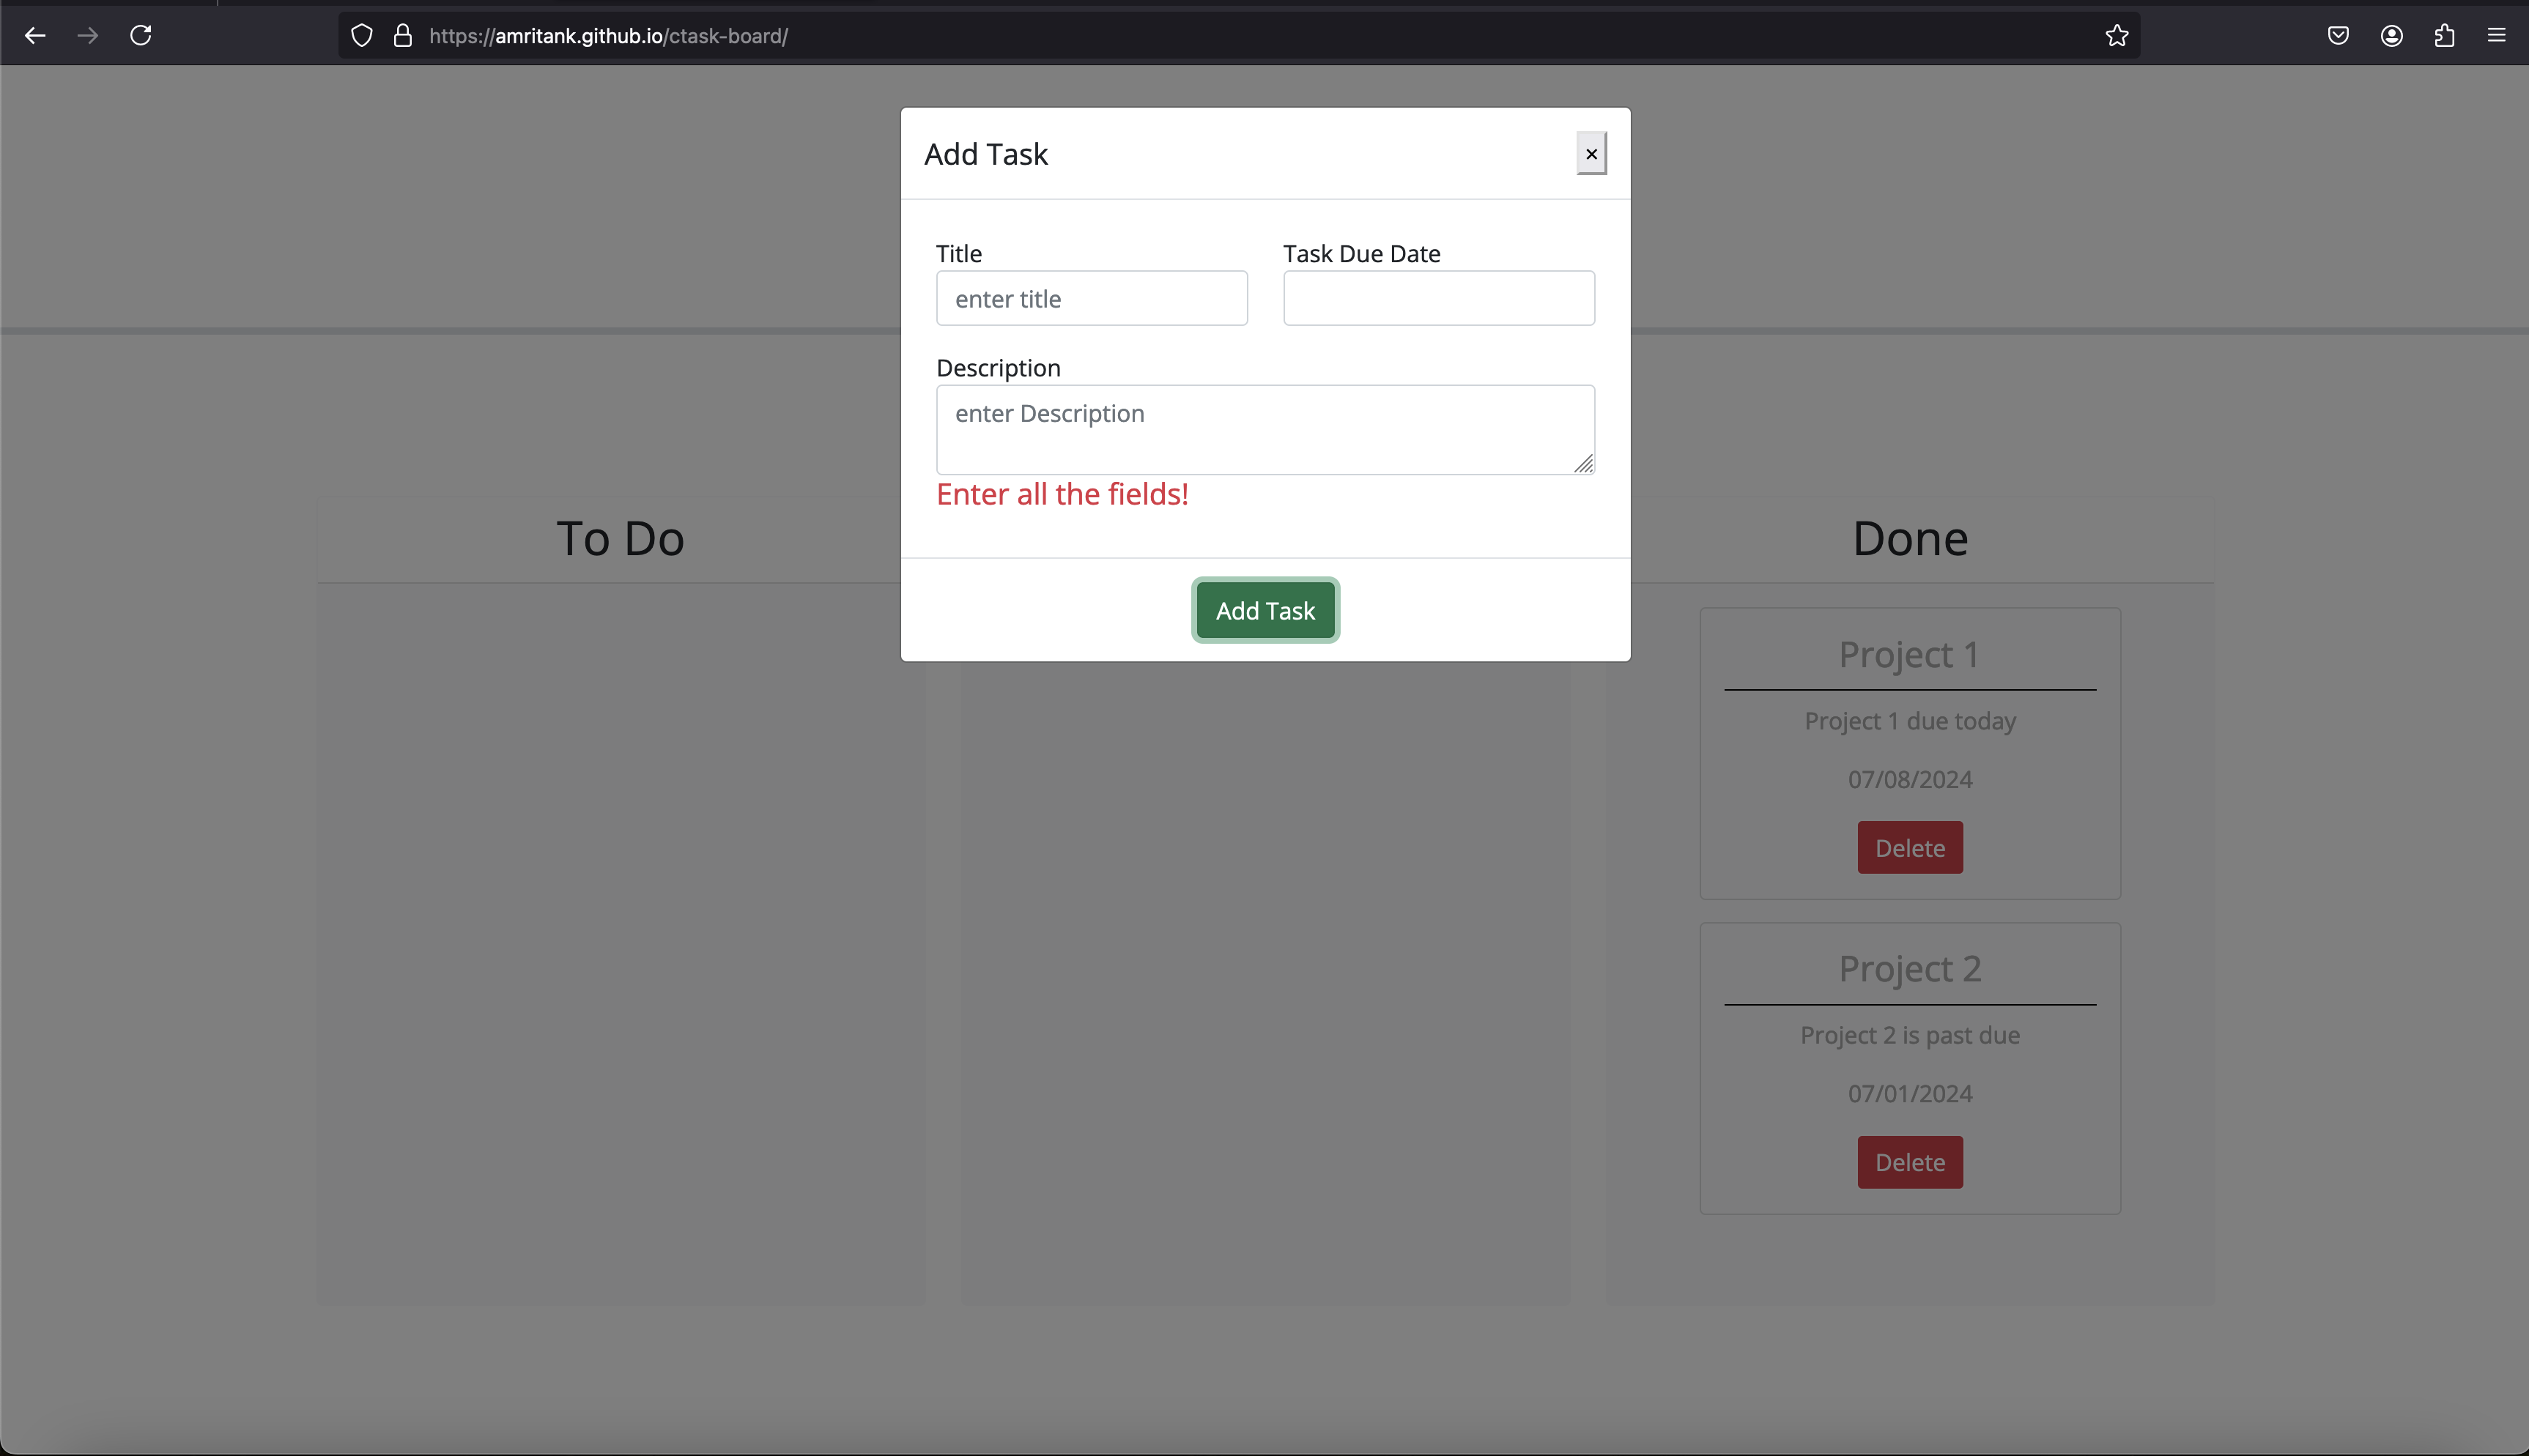 https://amritank.github.io/ctask-board/
Add Task
×
Title
Task Due Date
enter title
Description
enter Description
Enter all the fields!
Add Task
To Do
Done
Project 1
Project 1 due today
07/08/2024
Delete
Project 2
Project 2 is past due
07/01/2024
Delete